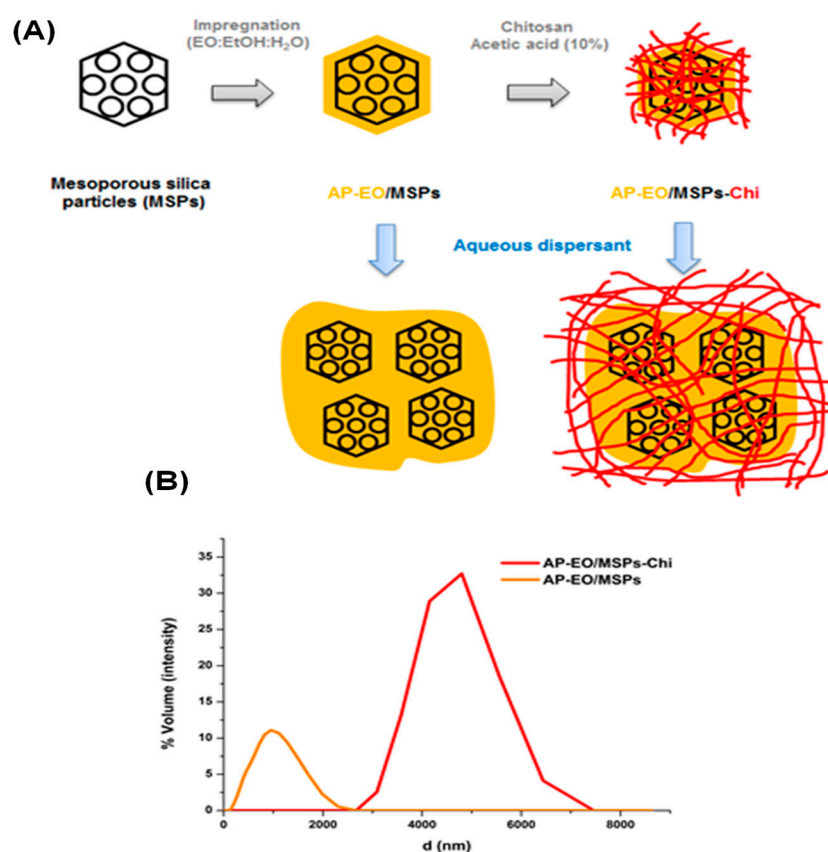 (A)
Impregnation
(EO:EtOH:H₂O)
Chitosan
Acetic acid (10%)
Mesoporous silica
particles (MSPs)
AP-EO/MSPs
AP-EO/MSPs-Chi
Aqueous dispersant
(B)
% Volume (intensity)
35
30
25
20
15
10
5
0
AP-EO/MSPs-Chi
AP-EO/MSPs
0
2000
4000
6000
8000
d (nm)